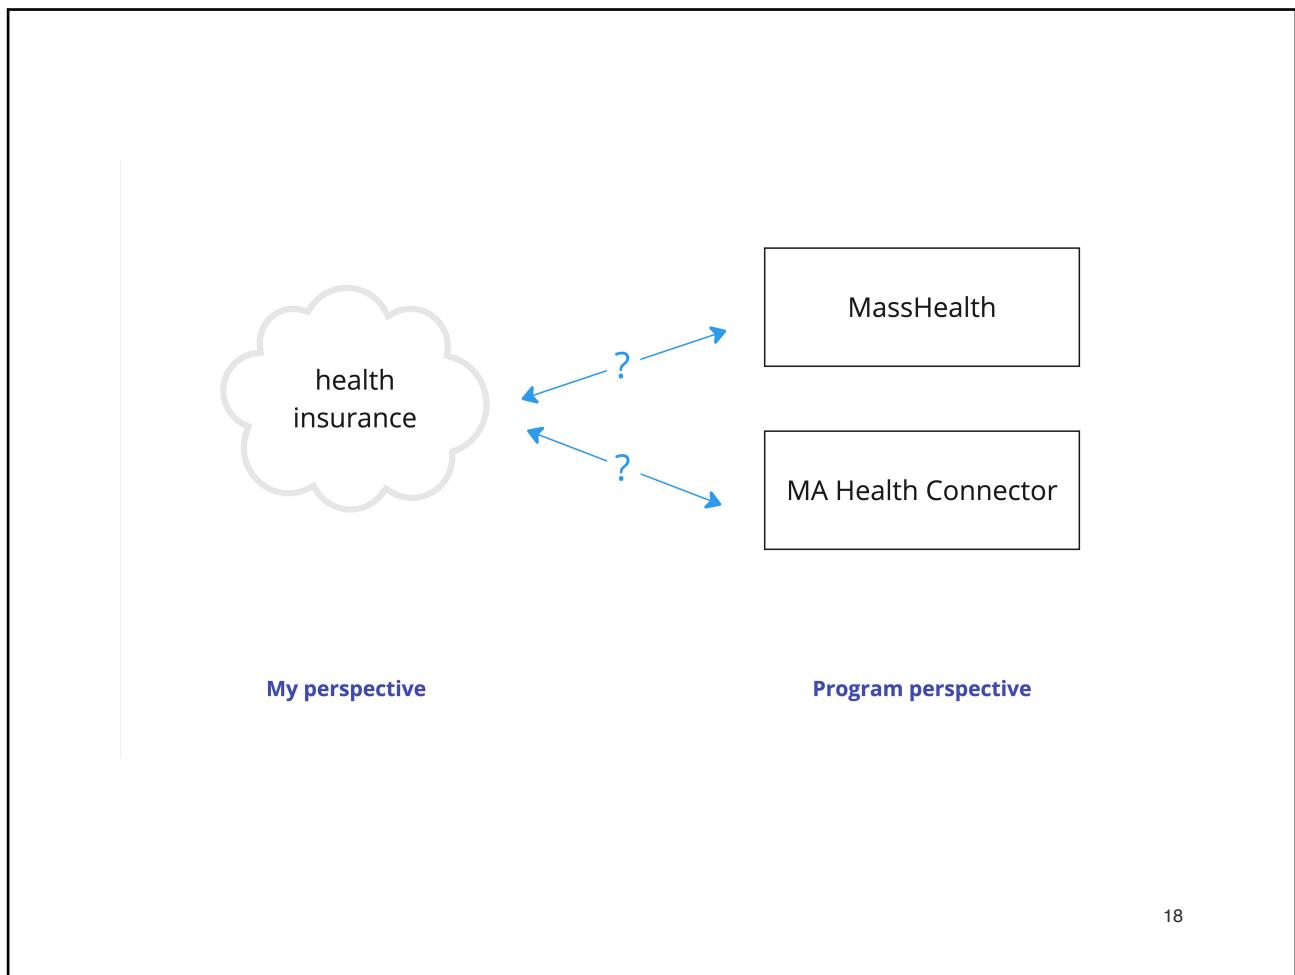 health
insurance
?
?
MassHealth
MA Health Connector
My perspective
Program perspective
18